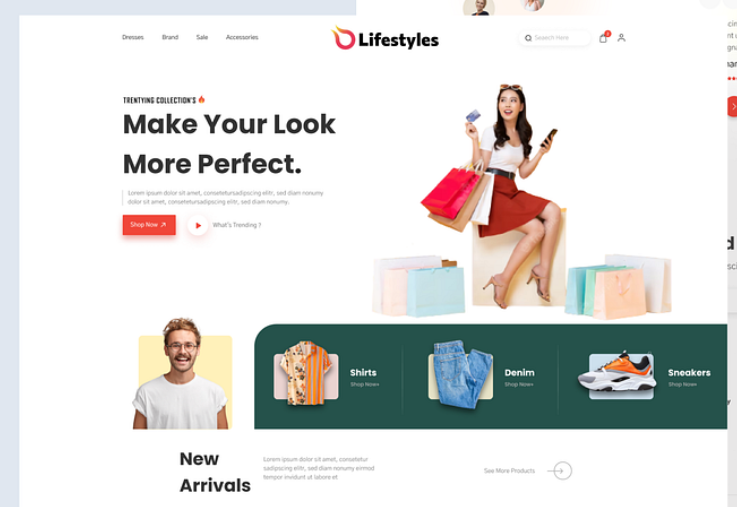 Dresses
Brand
Sale
Accessories
Lifestyles
Search Here
TRENTYING COLLECTION'S
Make Your Look
More Perfect.
Lorem ipsum dolor sit amet, consetetursadipscing elitr, sed diam nonumy
dolor sit amet, consetetursadipscing elitr, sed diam nonumy.
Shop Now
What's Trending ?
Shirts
Shop Now»
Denim
Shop Now»
Sneakers
Shop Now»
New
Arrivals
Lorem ipsum dolor sit amet, consetetur
sadipscing elitr, sed diam nonumy eirmod
tempor invidunt ut labore et
See More Products